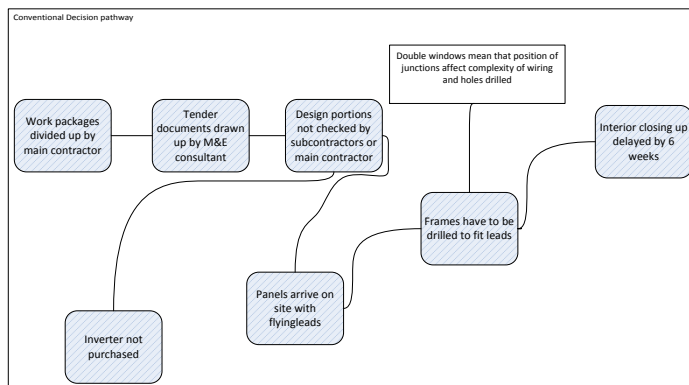 Conventional Decision pathway
Double windows mean that position of
junctions affect complexity of wiring
and holes drilled
Work packages
divided up by
main contractor
Tender
documents drawn
up by M&E
consultant
Design portions
not checked by
subcontractors or
main contractor
Interior closing up
delayed by 6
weeks
Frames have to be
drilled to fit leads
Panels arrive on
site with
flyingleads
Inverter not
purchased